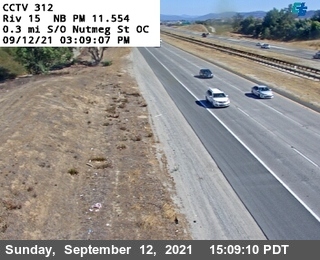 CCTV 312
Riv 15 NB PM 11.554
0.3 mi S/O Nutmeg St OC
09/12/21 03:09:07 PM
Sunday, September 12, 2021 15:09:10 PDT